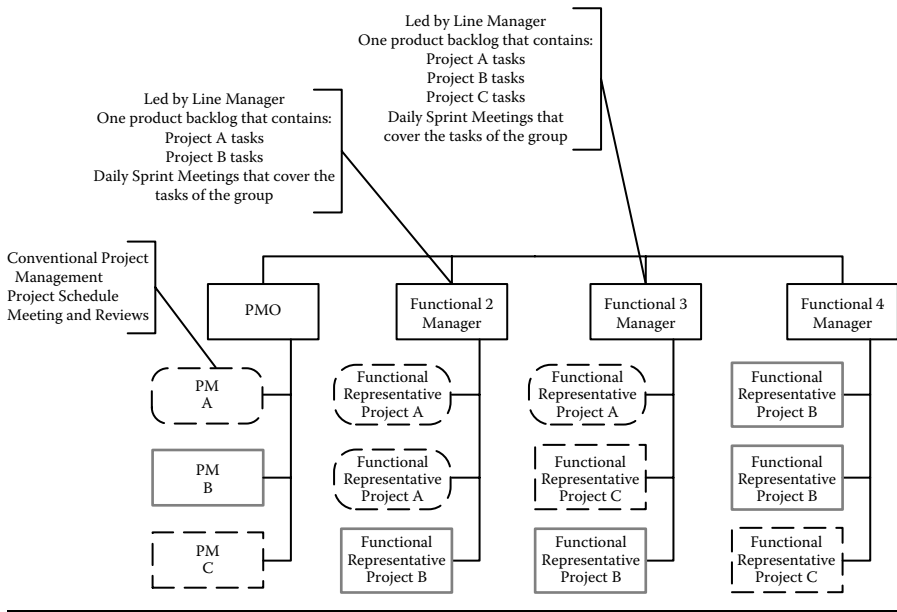 Led by Line Manager
One product backlog that contains:
Project A tasks
Project B tasks
Project C tasks
Daily Sprint Meetings that
cover the tasks of the group
Led by Line Manager
One product backlog that contains:
Project A tasks
Project B tasks
Daily Sprint Meetings that cover the
tasks of the group
Conventional Project
Management
Project Schedule
Meeting and Reviews
PMO
Functional 2
Manager
Functional 3
Manager
Functional 4
Manager
PM
A
Functional
Representative
Project A
Functional
Representative
Project A
Functional
Representative
Project B
PM
B
Functional
Representative
Project A
Functional
Representative
Project C
Functional
Representative
Project B
PM
C
Functional
Representative
Project B
Functional
Representative
Project B
Functional
Representative
Project C